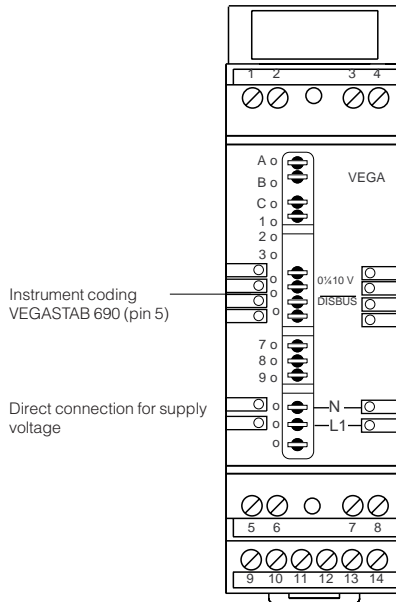 1 2 3 4
A o
B o
VEGA
C o
1 o
2 o
3 o
o
0¼10 V
o
Instrument coding
DISBUS
VEGASTAB 690 (pin 5)
o
7 o
8 o
9 o
Direct connection for supply
voltage
o N
o L1
o
5 6 7 8
9 10 11 12 13 14